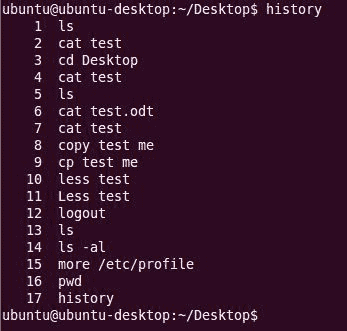 ubuntu@ubuntu-desktop:~/Desktop$ history
1 ls
2 cat test
3 cd Desktop
4 cat test
5 ls
6 cat test.odt
7 cat test
8 copy test me
9 cp test me
10 less test
11 Less test
12 logout
13 ls
14 ls -al
15 more /etc/profile
16 pwd
17 history
ubuntu@ubuntu-desktop:~/Desktop$